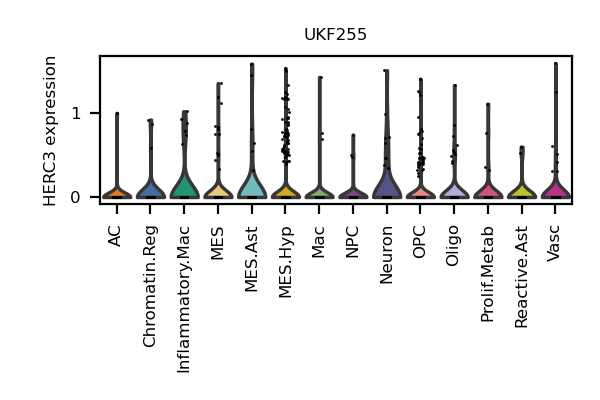 UKF255
HERC3 expression
1
0
AC
Chromatin.Reg
Inflammatory.Mac
MES
MES.Ast
MES.Hyp
Mac
NPC
Neuron
OPC
Oligo
Prolif.Metab
Reactive.Ast
Vasc